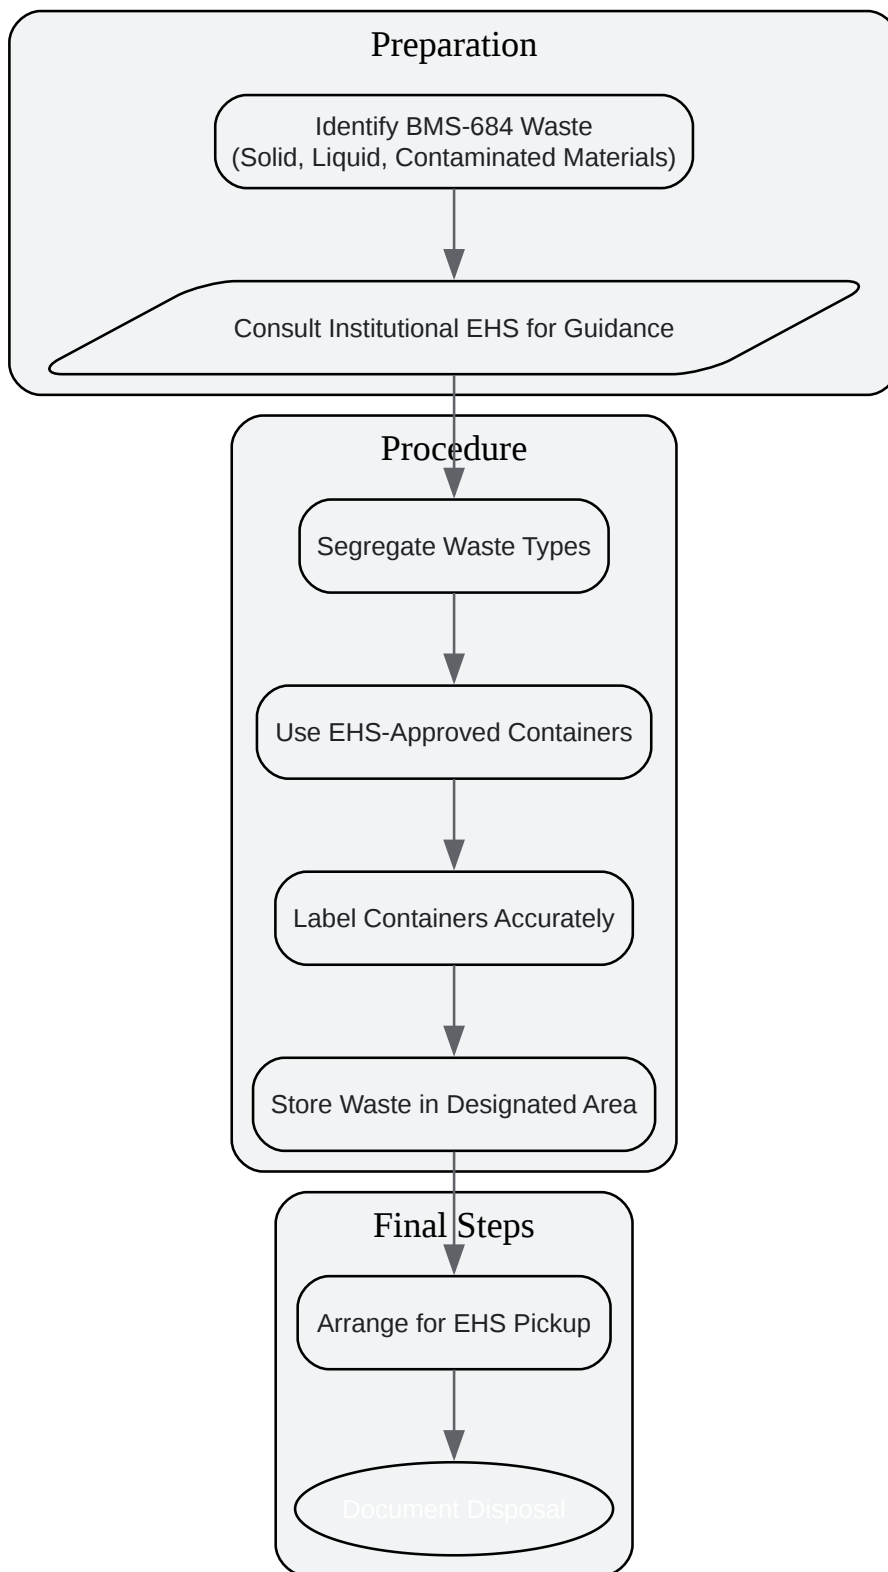 Preparation
Identify BMS-684 Waste
(Solid, Liquid, Contaminated Materials)
Consult Institutional EHS for Guidance
Procedure
Segregate Waste Types
Use EHS-Approved Containers
Label Containers Accurately
Store Waste in Designated Area
Final Steps
Arrange for EHS Pickup
Document Disposal